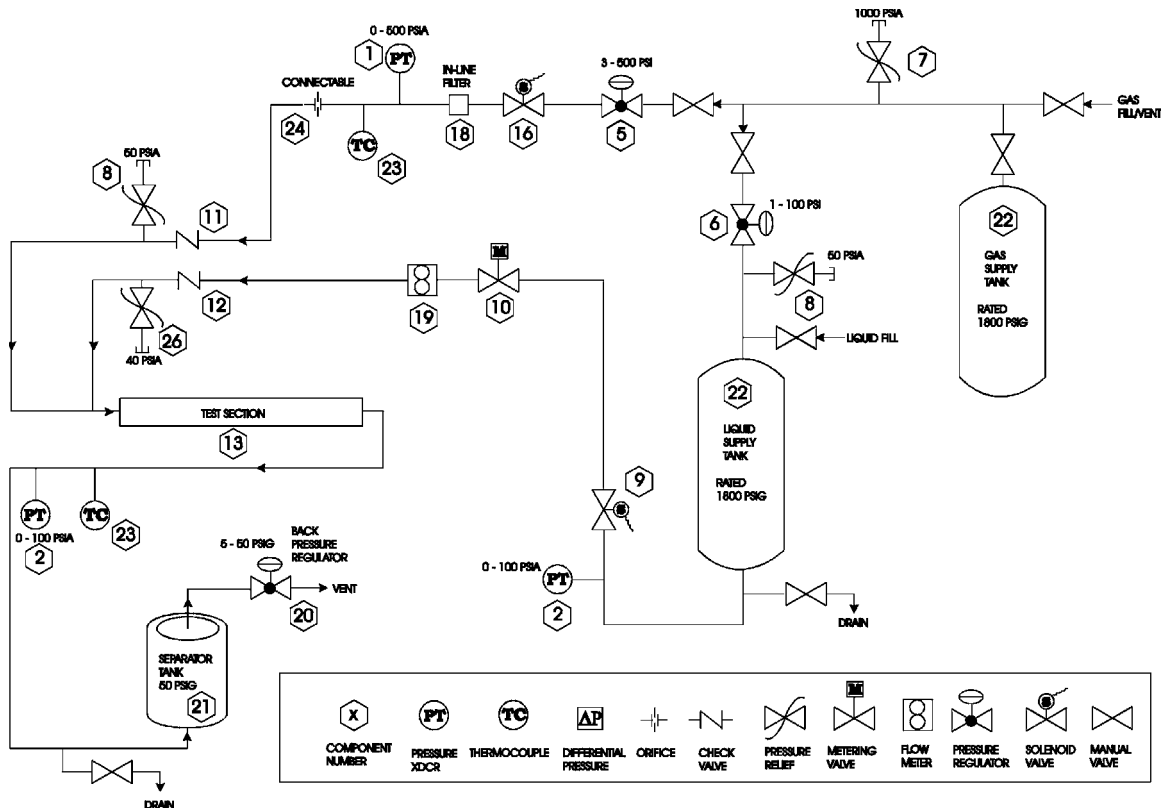 1000 PSIA
7
0 - 500 PSIA
1
PT
CONNECTABLE
IN-LINE
FILTER
S
3 - 500 PSI
24
TC
23
18
16
5
GAS
FILL/VENT
50 PSIA
8
11
6
1 - 100 PSI
22
GAS
SUPPLY
TANK
RATED
1800 PSIG
M
12
19
10
50 PSIA
8
26
40 PSIA
LIQUID FILL
22
LIQUID
SUPPLY
TANK
RATED
1800 PSIG
TEST SECTION
13
9
S
PT
TC
0 - 100 PSIA
2
23
5 - 50 PSIG
BACK
PRESSURE
REGULATOR
VENT
20
0 - 100 PSIA
PT
2
DRAIN
SEPARATOR
TANK
50 PSIG
21
DRAIN
X
COMPONENT
NUMBER
PT
PRESSURE
XDCR
TC
THERMOCOUPLE
ΔP
DIFFERENTIAL
PRESSURE
ORIFICE
CHECK
VALVE
PRESSURE
RELIEF
M
METERING
VALVE
FLOW
METER
PRESSURE
REGULATOR
S
SOLENOID
VALVE
MANUAL
VALVE